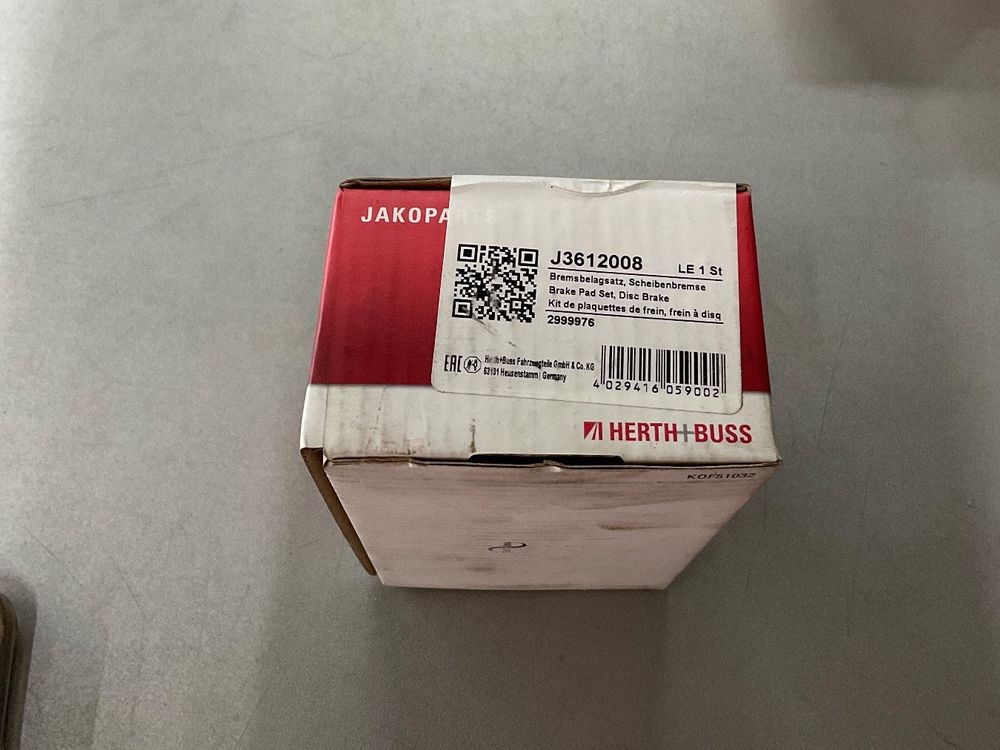 JAKOPARTS
J3612008 LE 1 St
Bremsbelagsatz, Scheibenbremse
Brake Pad Set, Disc Brake
Kit de plaquettes de frein, frein à disq
2999976
EAC
Herth+Buss Fahrzeugteile GmbH & Co. KG
63191 Heusenstamm | Germany
4 029416 059002
HERTH+BUSS
KOF51032